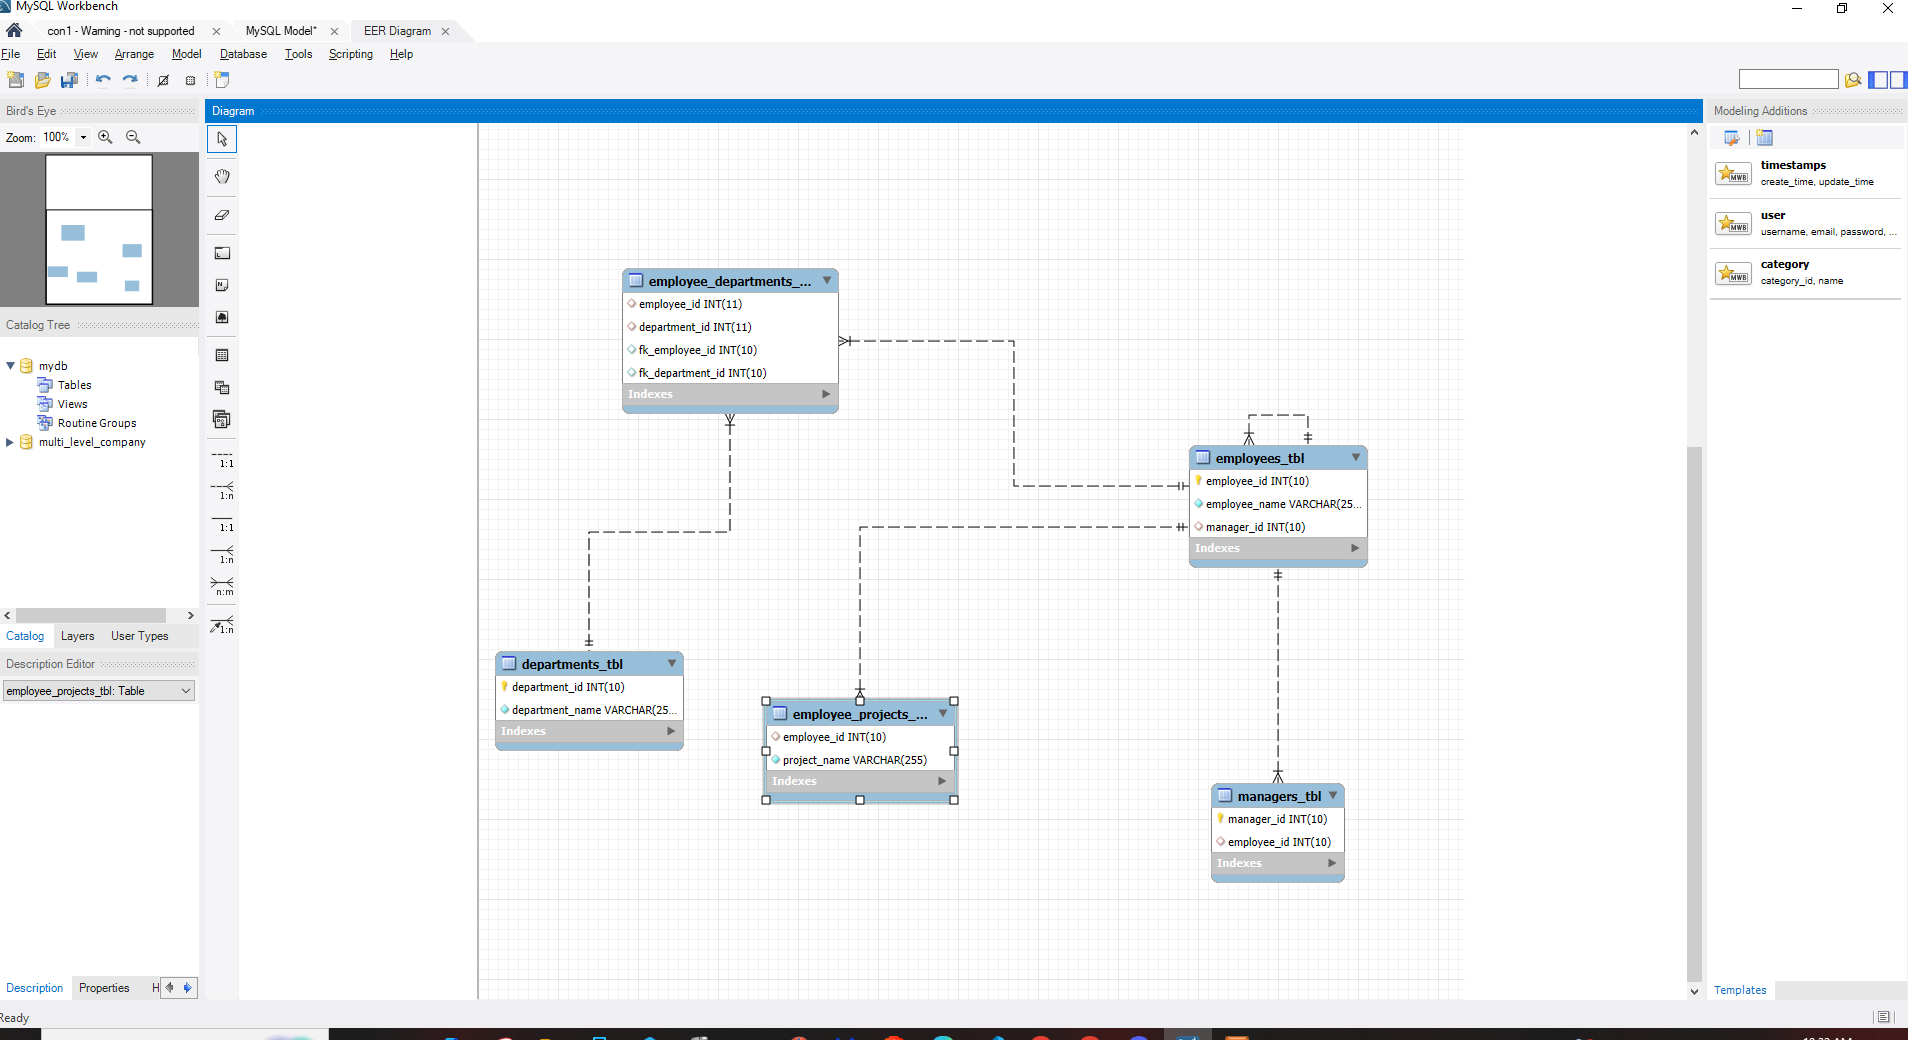 MySQL Workbench
con1 - Warning - not supported
MySQL Model*
EER Diagram
File Edit View Arrange Model Database Tools Scripting Help
Bird's Eye
Zoom: 100%
Catalog Tree
mydb
Tables
Views
Routine Groups
multi_level_company
Catalog Layers User Types
Description Editor
employee_projects_tbl: Table
Description Properties H
Ready
Diagram
1:1
1:n
1:1
1:n
n:m
1:n
employee_departments_...
employee_id INT(11)
department_id INT(11)
fk_employee_id INT(10)
fk_department_id INT(10)
Indexes
employees_tbl
employee_id INT(10)
employee_name VARCHAR(25...
manager_id INT(10)
Indexes
departments_tbl
department_id INT(10)
department_name VARCHAR(25...
Indexes
employee_projects_...
employee_id INT(10)
project_name VARCHAR(255)
Indexes
managers_tbl
manager_id INT(10)
employee_id INT(10)
Indexes
Modeling Additions
MWB
timestamps
create_time, update_time
MWB
user
username, email, password, ...
MWB
category
category_id, name
Templates